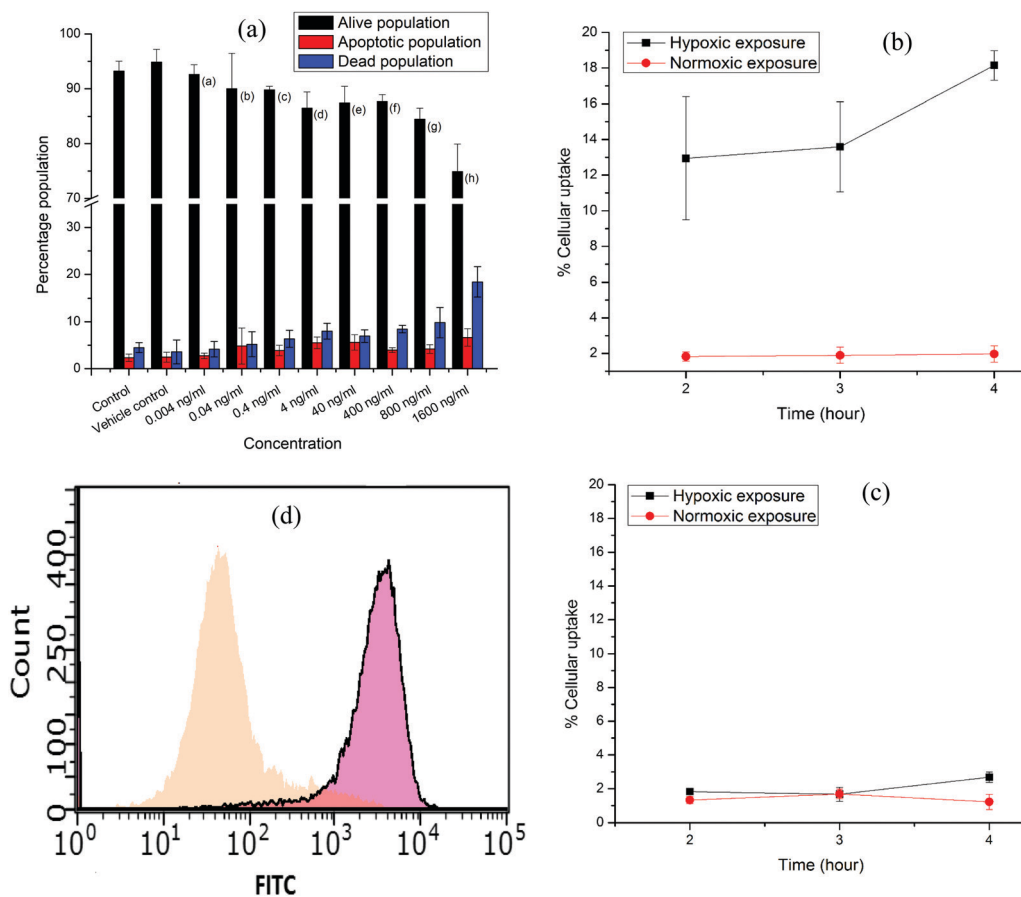 (a)
Alive population
Apoptotic population
Dead population
100
95
90
80
70
30
20
10
0
Percentage population
(a)
(b)
(c)
(d)
(e)
(f)
(g)
(h)
Control
Vehicle control
0.004 ng/ml
0.04 ng/ml
0.4 ng/ml
4 ng/ml
40 ng/ml
400 ng/ml
800 ng/ml
1600 ng/ml
Concentration
(b)
Hypoxic exposure
Normoxic exposure
20
18
16
14
12
10
8
6
4
2
% Cellular uptake
2
3
4
Time (hour)
(d)
400
250
100
0
Count
10^0
10^1
10^2
10^3
10^4
10^5
FITC
(c)
Hypoxic exposure
Normoxic exposure
20
18
16
14
12
10
8
6
4
2
0
% Cellular uptake
2
3
4
Time (hour)